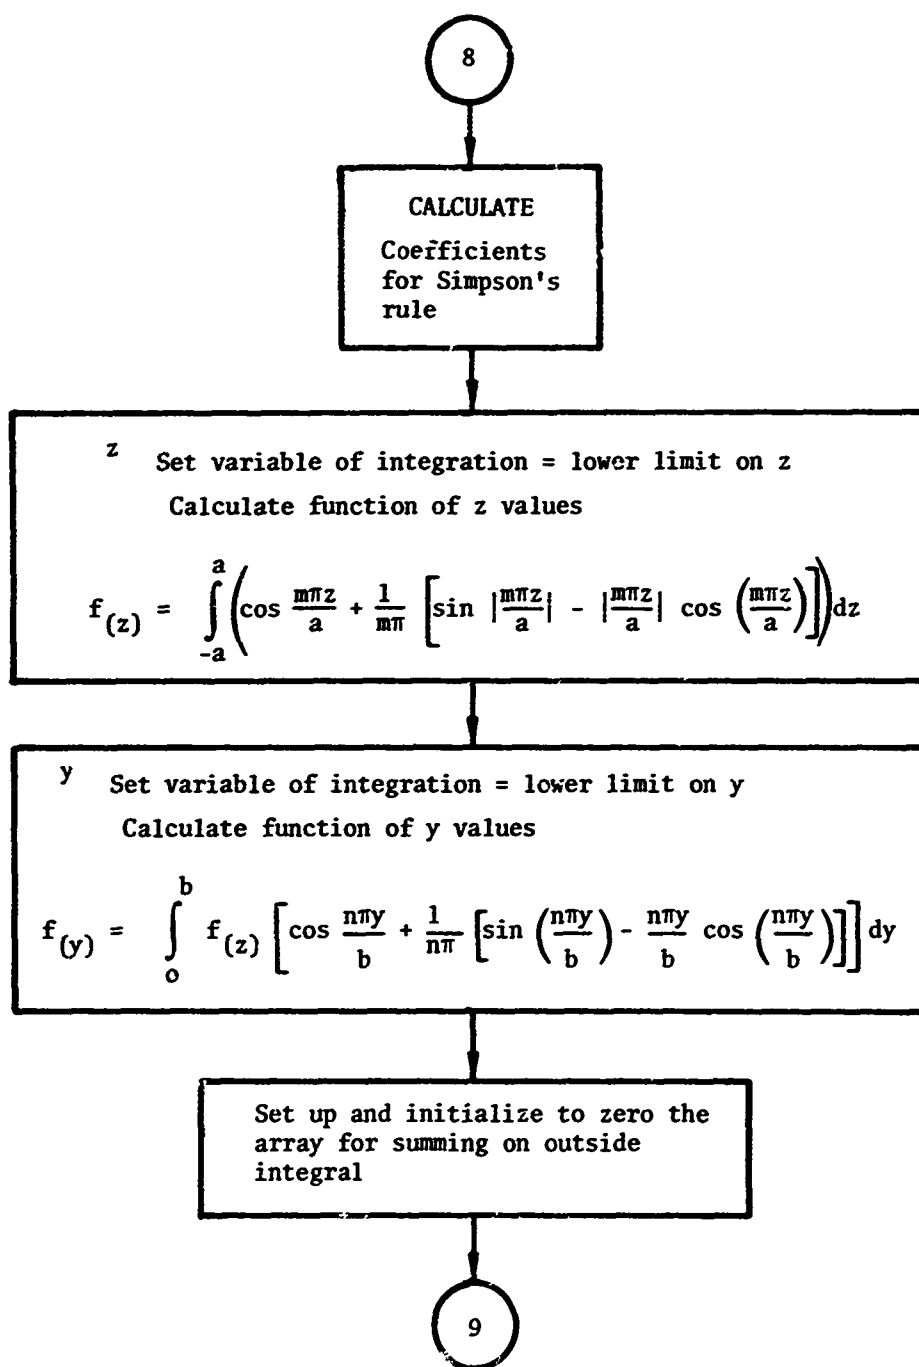 8
CALCULATE
Coefficients
for Simpson's
rule
z Set variable of integration = lower limit on z
Calculate function of z values
f(z) = ∫_{-a}^{a} (cos mπz/a + 1/mπ [sin |mπz/a| - |mπz/a| cos (mπz/a)]) dz
y Set variable of integration = lower limit on y
Calculate function of y values
f(y) = ∫_{o}^{b} f(z) [cos nπy/b + 1/nπ [sin (nπy/b) - nπy/b cos (nπy/b)]] dy
Set up and initialize to zero the
array for summing on outside
integral
9